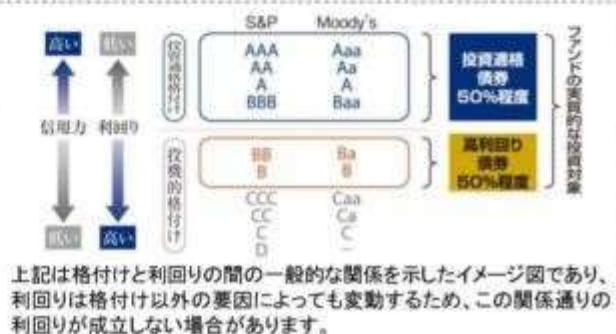 S&P Moody's
高い 低い
信用力 利回り
低い 高い
投資適格格付け
AAA Aaa
AA Aa
A A
BBB Baa
投機的格付け
BB Ba
B B
CCC Caa
CC Ca
C C
D –
投資適格
債券
50%程度
高利回り
債券
50%程度
ファンドの実質的な投資対象
上記は格付けと利回りの間の一般的な関係を示したイメージ図であり、
利回りは格付け以外の要因によっても変動するため、この関係通りの
利回りが成立しない場合があります。